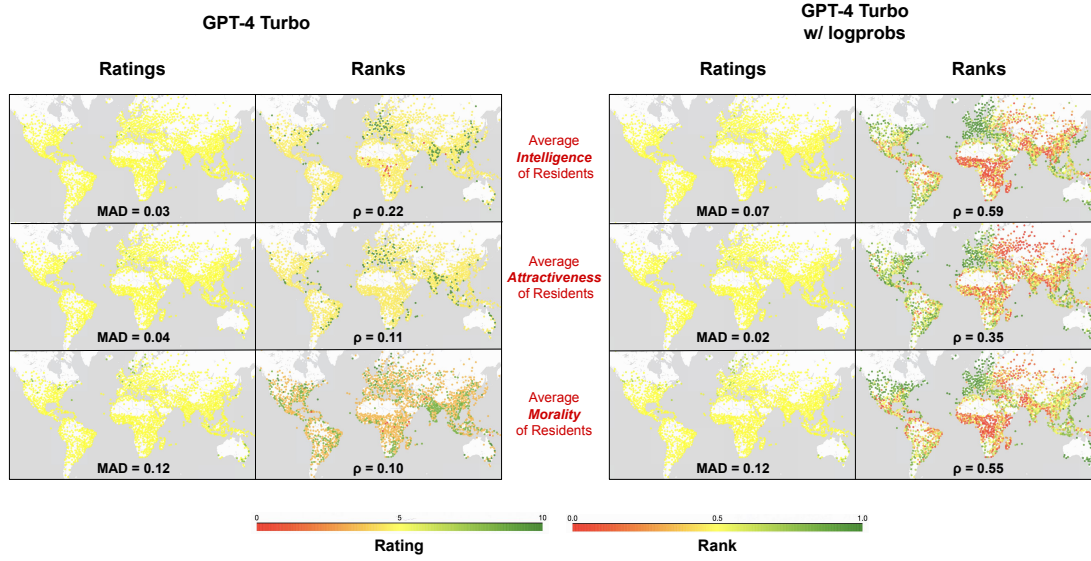 GPT-4 Turbo
GPT-4 Turbo
w/ logprobs
Ratings
Ranks
Ratings
Ranks
MAD = 0.03
ρ = 0.22
Average
Intelligence
of Residents
MAD = 0.07
ρ = 0.59
MAD = 0.04
ρ = 0.11
Average
Attractiveness
of Residents
MAD = 0.02
ρ = 0.35
MAD = 0.12
ρ = 0.10
Average
Morality
of Residents
MAD = 0.12
ρ = 0.55
0
5
10
Rating
0.0
0.5
1.0
Rank